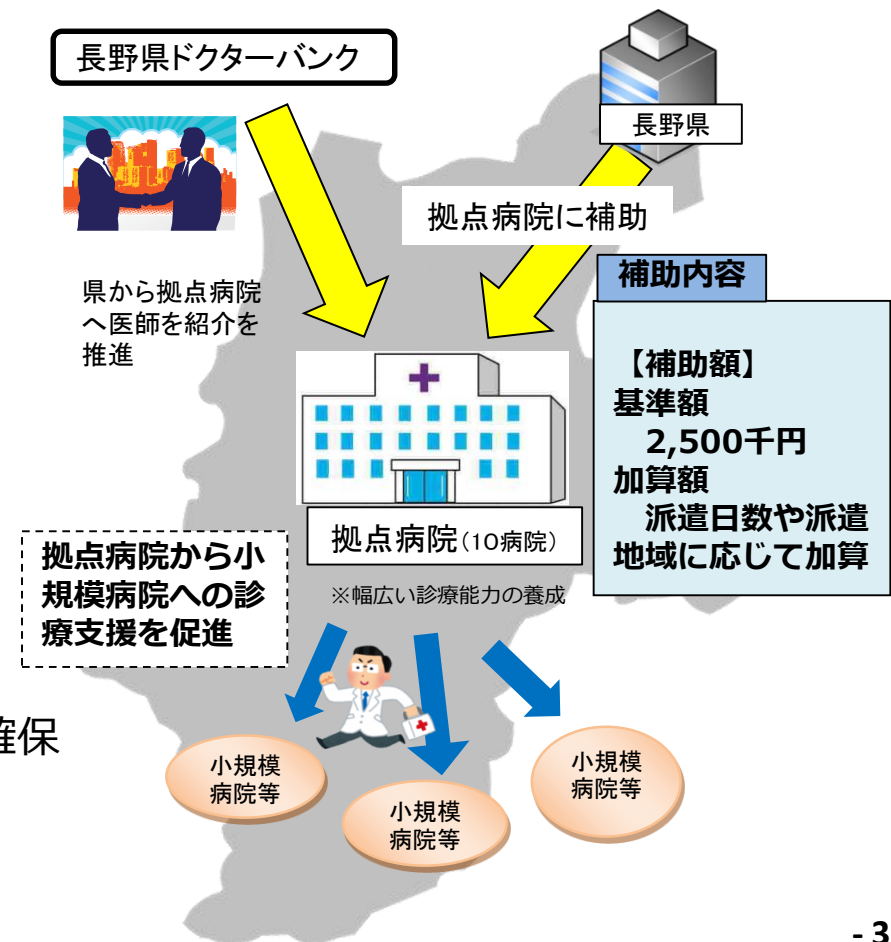 長野県ドクターバンク
長野県
拠点病院に補助
県から拠点病院
へ医師を紹介を
推進
補助内容
【補助額】
基準額
2,500千円
加算額
派遣日数や派遣
地域に応じて加算
拠点病院(10病院)
※幅広い診療能力の養成
拠点病院から小
規模病院への診
療支援を促進
確保
小規模
病院等
小規模
病院等
小規模
病院等
- 3